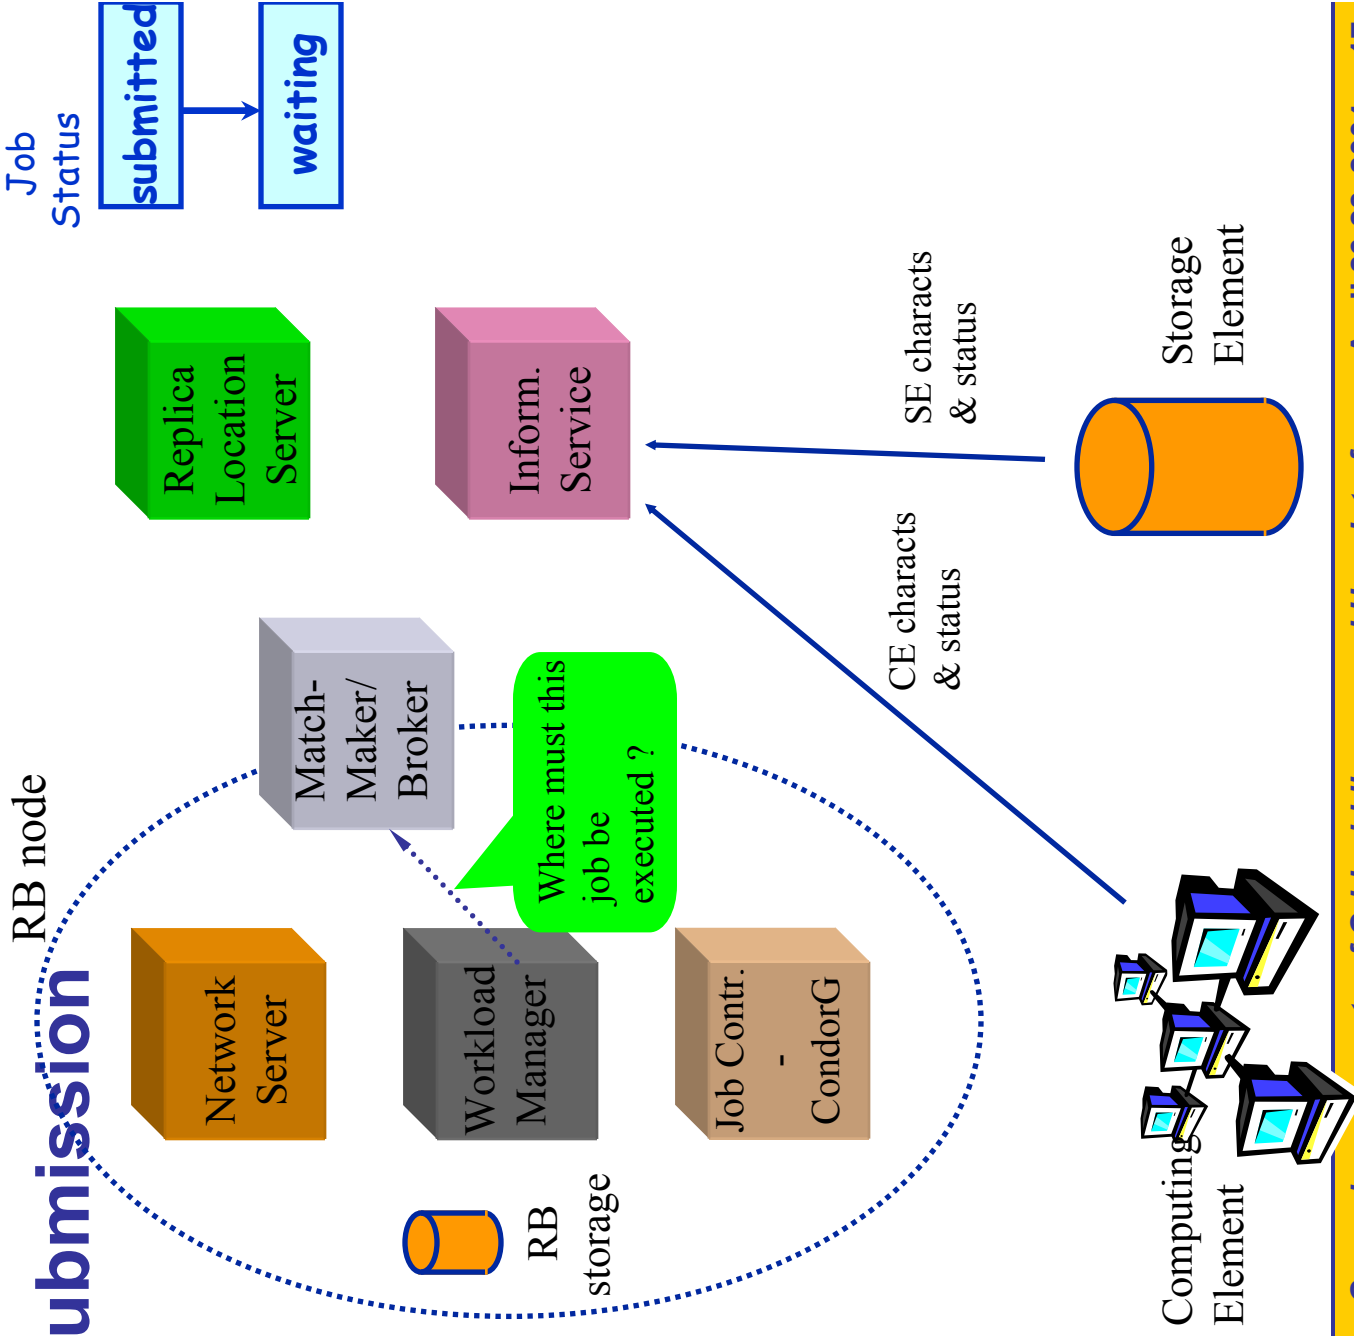 ubmission
RB node
Job
Status
submitted
waiting
Network
Server
Match-
Maker/
Broker
Replica
Location
Server
Workload
Manager
Where must this
job be
executed ?
Inform.
Service
RB
storage
Job Contr.
-
CondorG
CE characts
& status
SE characts
& status
Computing
Element
Storage
Element